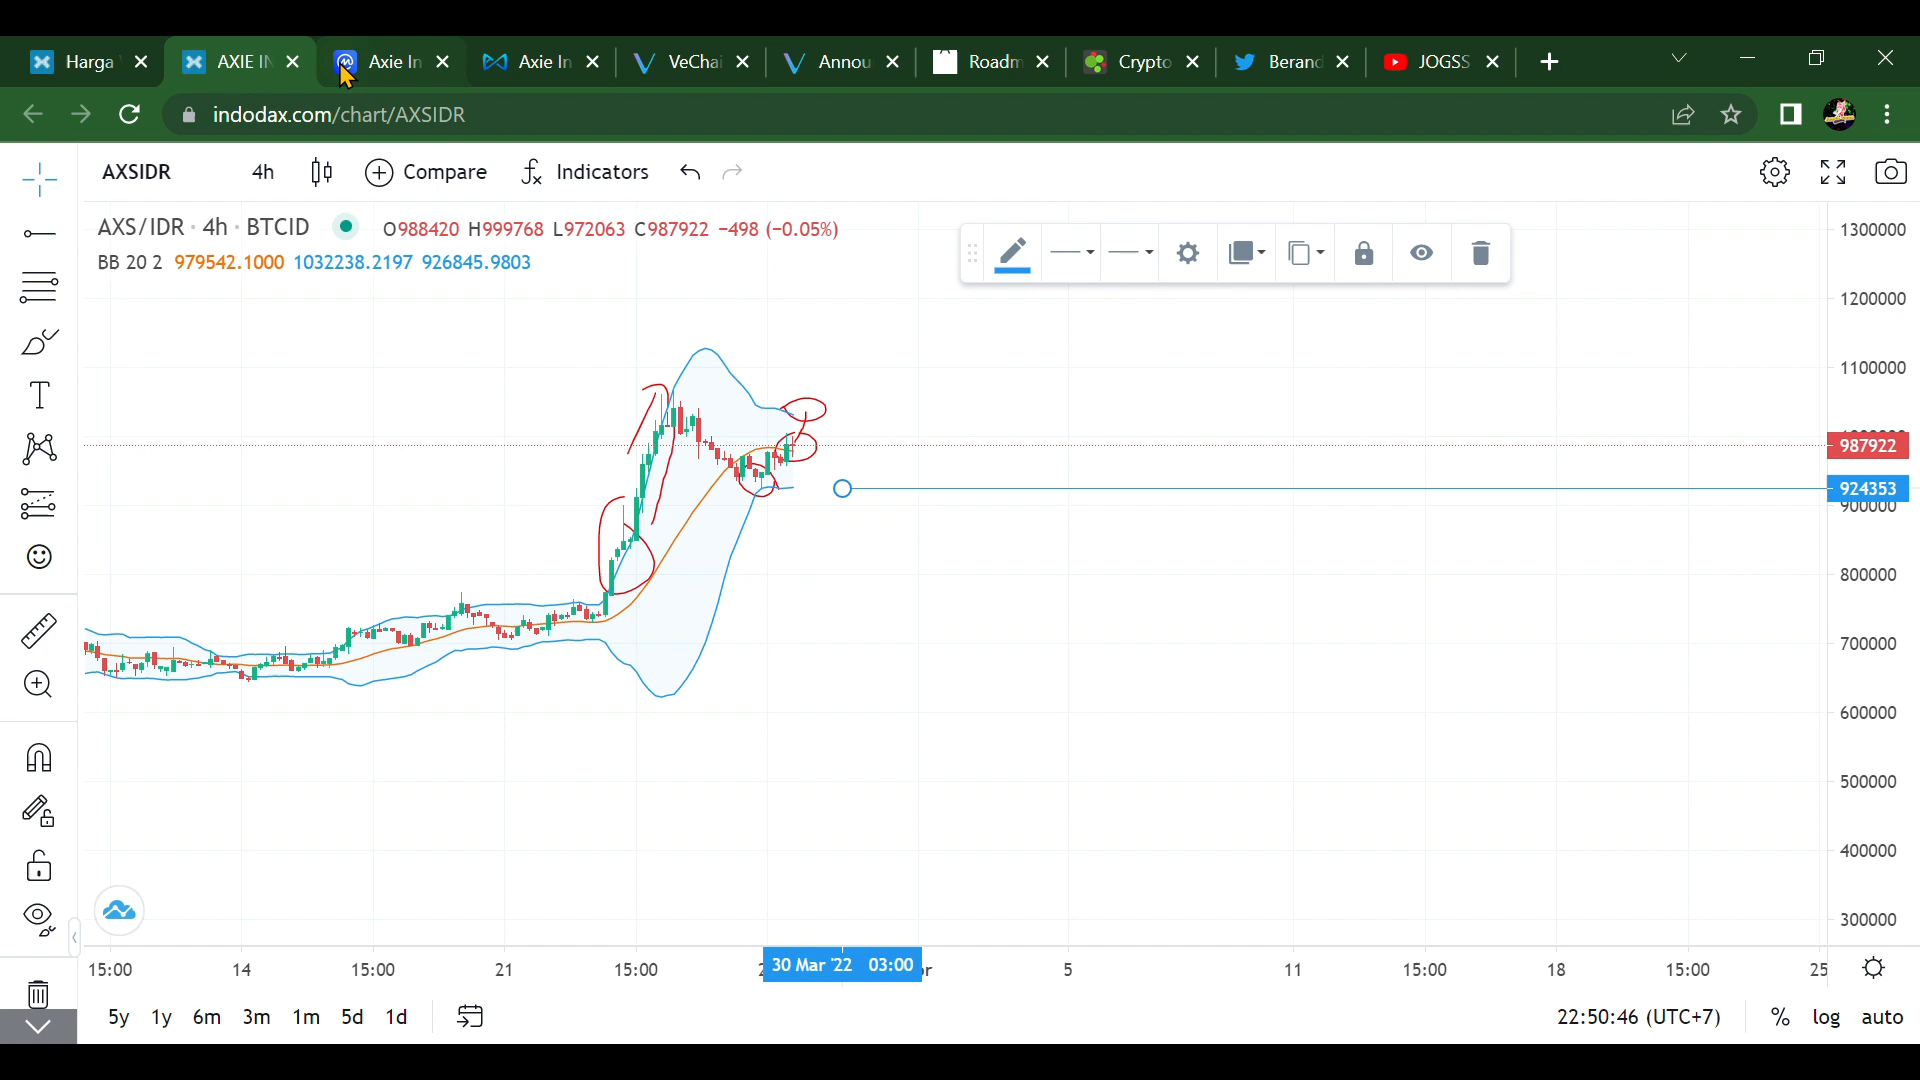 Harga
AXIE IN
Axie In
Axie In
VeChai
Annou
Roadm
Crypto
Berand
JOGSS
indodax.com/chart/AXSIDR
AXSIDR 4h Compare Indicators
AXS/IDR · 4h · BTCID O988420 H999768 L972063 C987922 −498 (−0.05%)
BB 20 2 979542.1000 1032238.2197 926845.9803
1300000
1200000
1100000
987922
924353
900000
800000
700000
600000
500000
400000
300000
15:00 14 15:00 21 15:00 30 Mar '22 03:00 5 11 15:00 18 15:00 25
5y 1y 6m 3m 1m 5d 1d 22:50:46 (UTC+7) % log auto